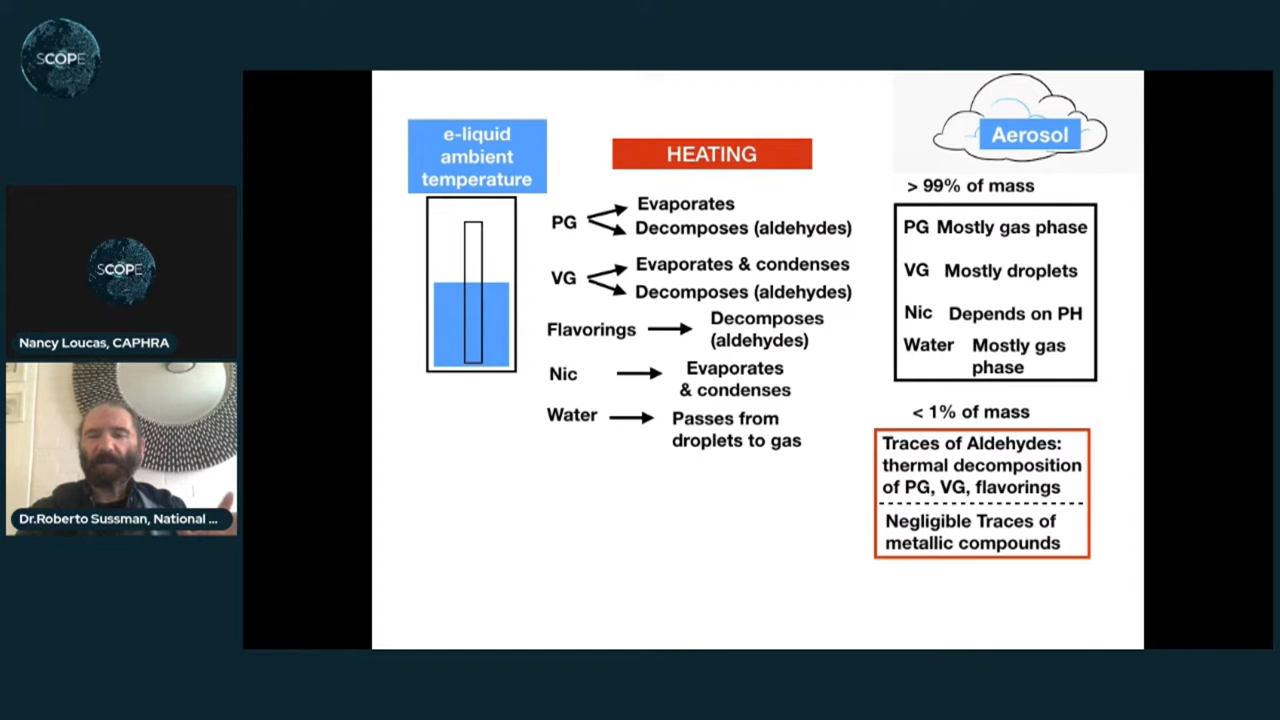 SCOPE
SCOPE
Nancy Loucas, CAPHRA
Dr.Roberto Sussman, National ...
e-liquid
ambient
temperature
HEATING
PG
Evaporates
Decomposes (aldehydes)
VG
Evaporates & condenses
Decomposes (aldehydes)
Flavorings
Decomposes
(aldehydes)
Nic
Evaporates
& condenses
Water
Passes from
droplets to gas
Aerosol
> 99% of mass
PG Mostly gas phase
VG Mostly droplets
Nic Depends on PH
Water Mostly gas
phase
< 1% of mass
Traces of Aldehydes:
thermal decomposition
of PG, VG, flavorings
Negligible Traces of
metallic compounds